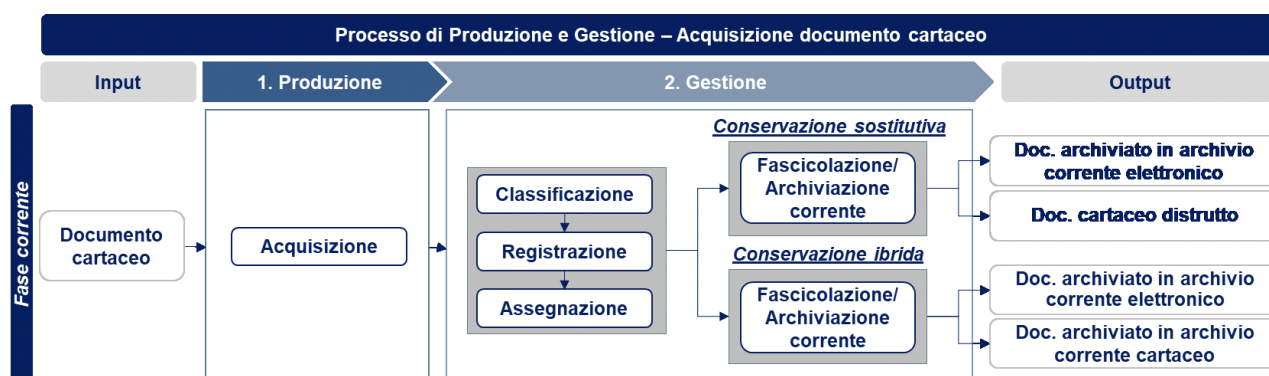 Processo di Produzione e Gestione – Acquisizione documento cartaceo
Input
1. Produzione
2. Gestione
Output
Fase corrente
Documento
cartaceo
Acquisizione
Classificazione
Registrazione
Assegnazione
Conservazione sostitutiva
Fascicolazione/
Archiviazione
corrente
Conservazione ibrida
Fascicolazione/
Archiviazione
corrente
Doc. archiviato in archivio
corrente elettronico
Doc. cartaceo distrutto
Doc. archiviato in archivio
corrente elettronico
Doc. archiviato in archivio
corrente cartaceo